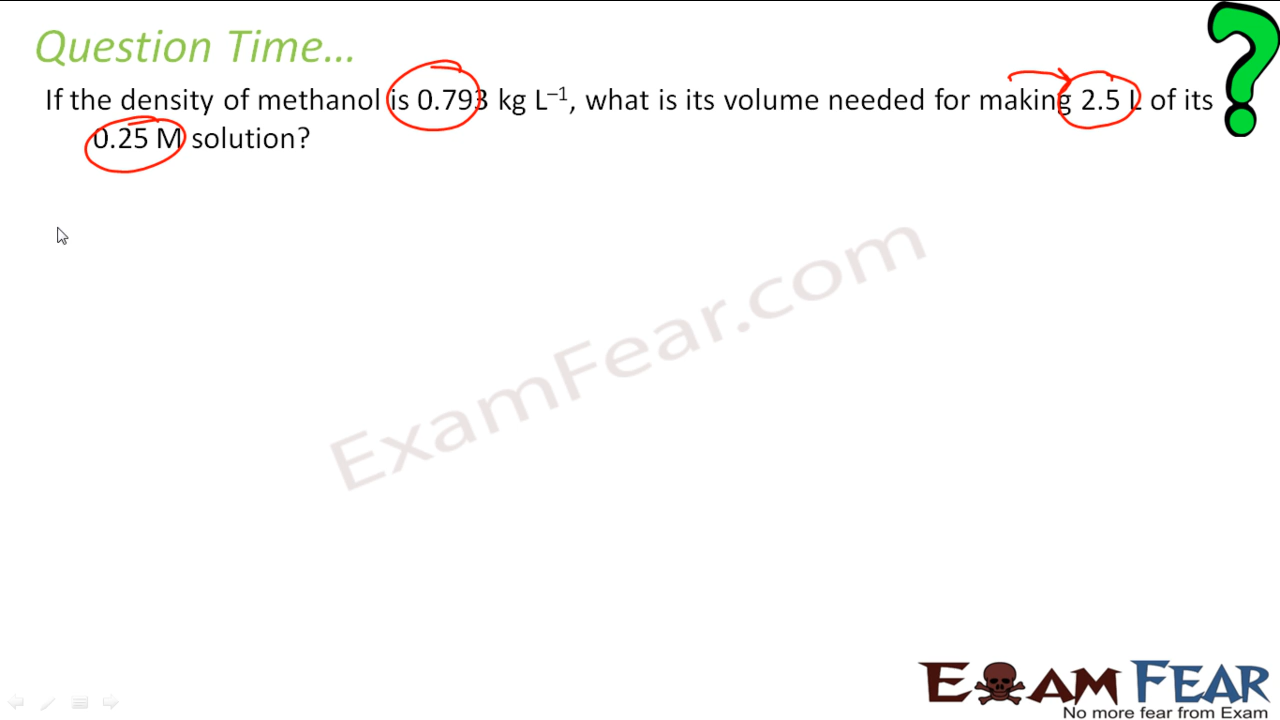 Question Time...
If the density of methanol is 0.793 kg L⁻¹, what is its volume needed for making 2.5 L of its
0.25 M solution?
ExamFear.com
EXAM FEAR
No more fear from Exam